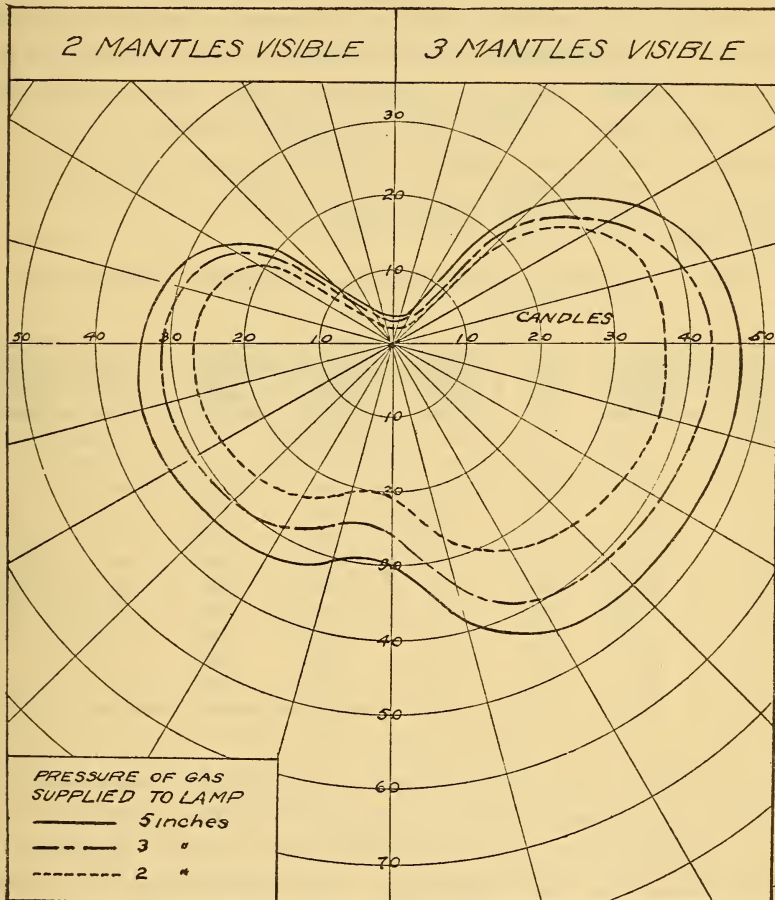 2 MANTLES VISIBLE
3 MANTLES VISIBLE
30
20
10
CANDLES
50 40 30 20 10 10 20 30 40 50
10
20
30
40
50
60
70
PRESSURE OF GAS
SUPPLIED TO LAMP
5 inches
3 "
2 "